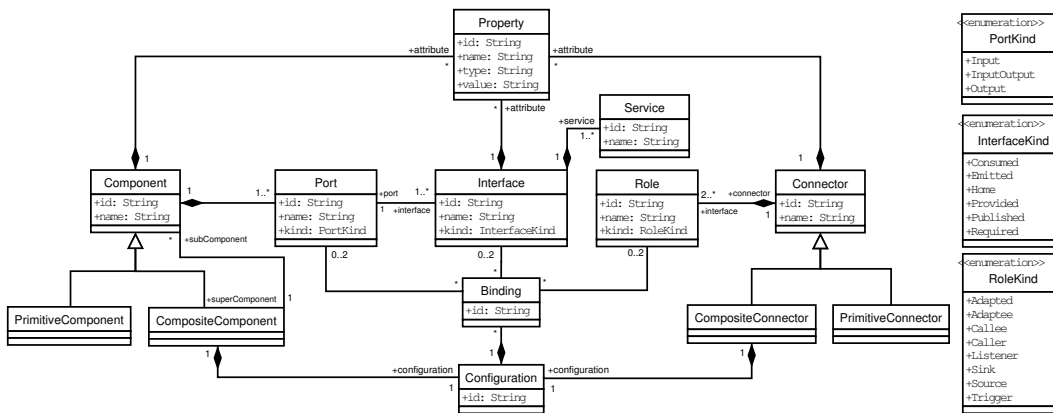 Property
+id: String
+name: String
+type: String
+value: String
+attribute
*
+attribute
*
*
+attribute
Service
+id: String
+name: String
+service
1..*
1
1
1
1
Component
+id: String
+name: String
1
1..*
Port
+id: String
+name: String
+kind: PortKind
+port
1
1..*
+interface
Interface
+id: String
+name: String
+kind: InterfaceKind
Role
+id: String
+name: String
+kind: RoleKind
2..*
+interface
+connector
1
Connector
+id: String
+name: String
*
+subComponent
+superComponent
1
0..2
*
*
0..2
*
Binding
+id: String
PrimitiveComponent
CompositeComponent
CompositeConnector
PrimitiveConnector
1
+configuration
1
*
1
+configuration
1
1
Configuration
+id: String
<<enumeration>>
PortKind
+Input
+InputOutput
+Output
<<enumeration>>
InterfaceKind
+Consumed
+Emitted
+Home
+Provided
+Published
+Required
<<enumeration>>
RoleKind
+Adapted
+Adaptee
+Callee
+Caller
+Listener
+Sink
+Source
+Trigger